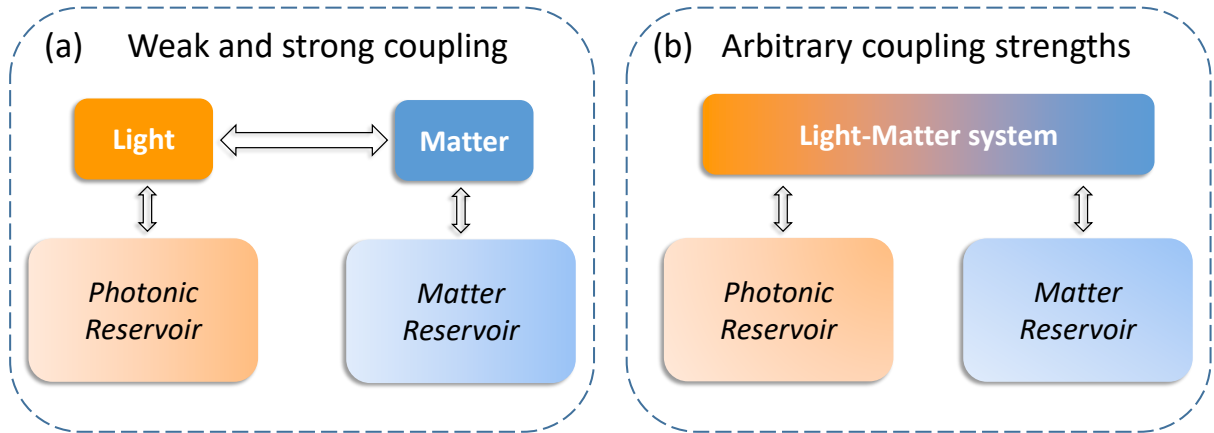 (a) Weak and strong coupling
Light
Matter
Photonic
Reservoir
Matter
Reservoir
(b) Arbitrary coupling strengths
Light-Matter system
Photonic
Reservoir
Matter
Reservoir